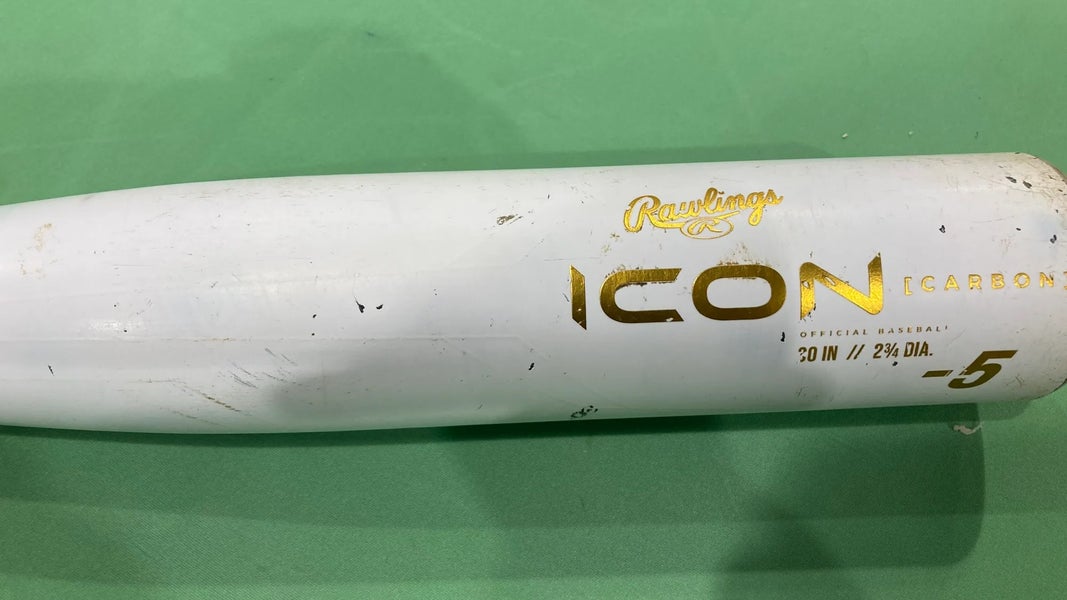 Rawlings
R
ICON [CARBON]
OFFICIAL BASEBALL
30 IN // 2¾ DIA.
-5